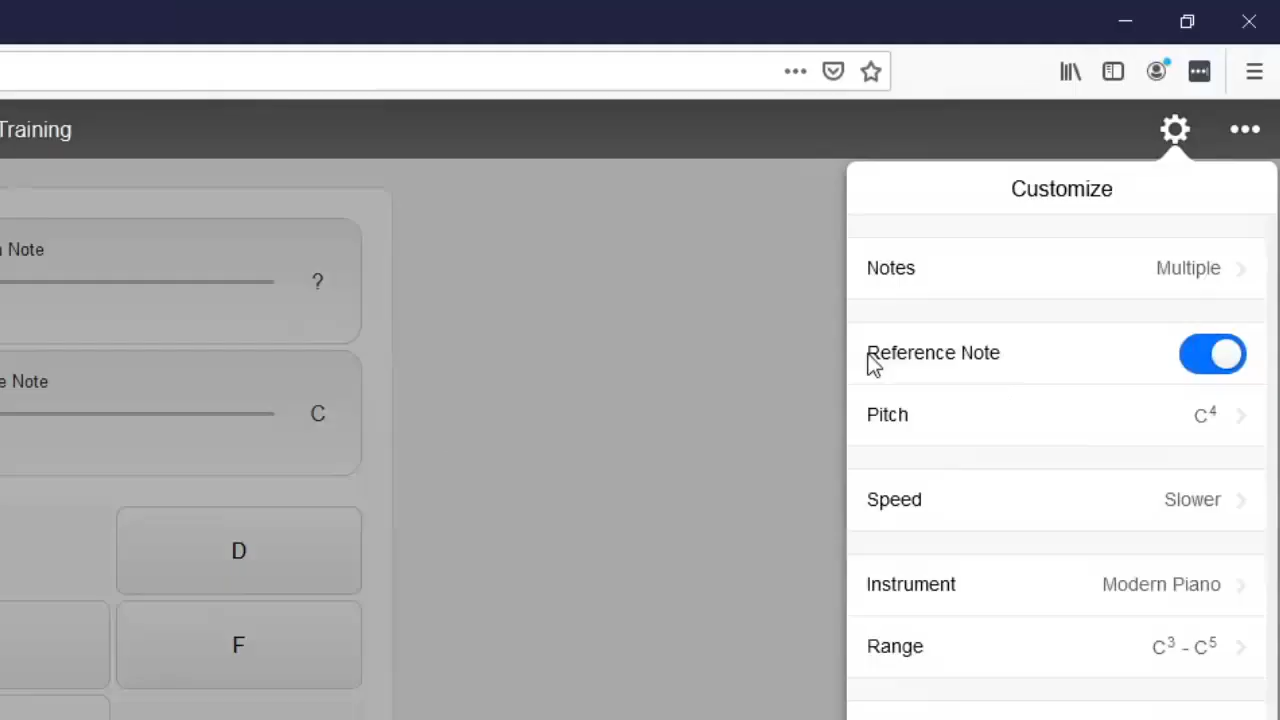 Training
Customize
Note
?
Notes Multiple
Reference Note
e Note
C
Pitch C⁴
Speed Slower
D
Instrument Modern Piano
F
Range C³ - C⁵